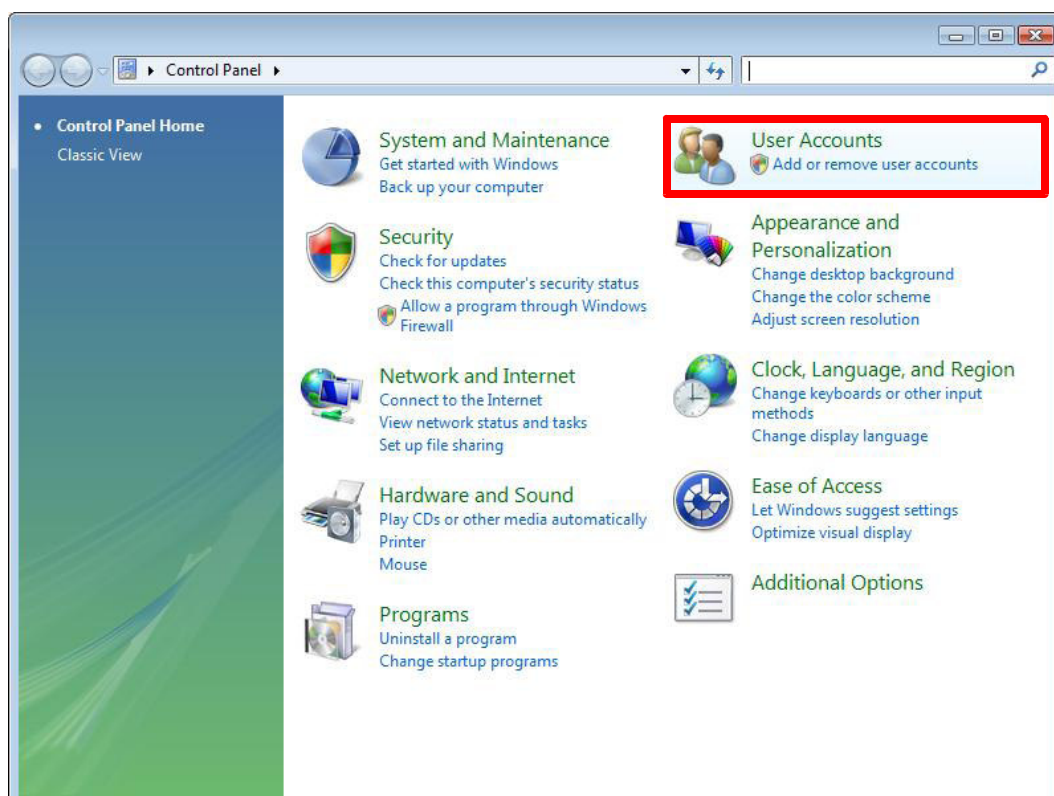 Control Panel
Control Panel Home
Classic View
System and Maintenance
Get started with Windows
Back up your computer
Security
Check for updates
Check this computer's security status
Allow a program through Windows
Firewall
Network and Internet
Connect to the Internet
View network status and tasks
Set up file sharing
Hardware and Sound
Play CDs or other media automatically
Printer
Mouse
Programs
Uninstall a program
Change startup programs
User Accounts
Add or remove user accounts
Appearance and
Personalization
Change desktop background
Change the color scheme
Adjust screen resolution
Clock, Language, and Region
Change keyboards or other input
methods
Change display language
Ease of Access
Let Windows suggest settings
Optimize visual display
Additional Options